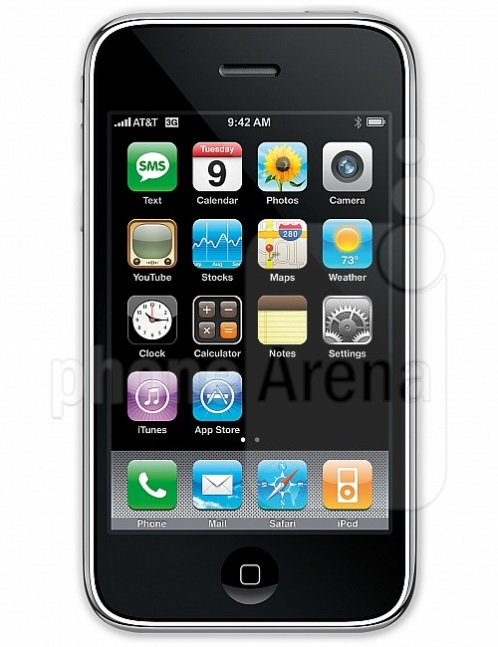 AT&T 3G 9:42 AM
SMS Tuesday 9 280 73°
Text Calendar Photos Camera
YouTube Stocks Maps Weather
Clock Calculator Notes Settings
iTunes App Store
phoneArena
Phone Mail Safari iPod